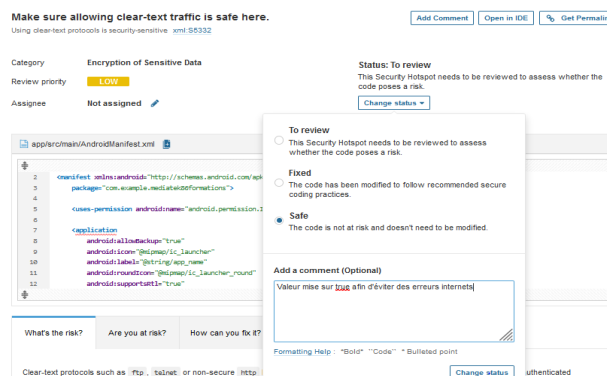 Make sure allowing clear-text traffic is safe here.
Add Comment
Open in IDE
Get Permalin
Using clear-text protocols is security-sensitive xml:S5332
Category Encryption of Sensitive Data
Review priority LOW
Assignee Not assigned
Status: To review
This Security Hotspot needs to be reviewed to assess whether the
code poses a risk.
Change status
app/src/main/AndroidManifest.xml
2 <manifest xmlns:android="http://schemas.android.com/apk
3 package="com.example.mediatek86formations">
4
5 <uses-permission android:name="android.permission.I
6
7 <application
8 android:allowBackup="true"
9 android:icon="@mipmap/ic_launcher"
10 android:label="@string/app_name"
11 android:roundIcon="@mipmap/ic_launcher_round"
12 android:supportsRtl="true"
To review
This Security Hotspot needs to be reviewed to assess
whether the code poses a risk.
Fixed
The code has been modified to follow recommended secure
coding practices.
Safe
The code is not at risk and doesn't need to be modified.
Add a comment (Optional)
Valeur mise sur true afin d'éviter des erreurs internets
Formatting Help : *Bold* ``Code`` * Bulleted point
Change status
What's the risk?
Are you at risk?
How can you fix it?
Clear-text protocols such as ftp, telnet or non-secure http
uthenticated